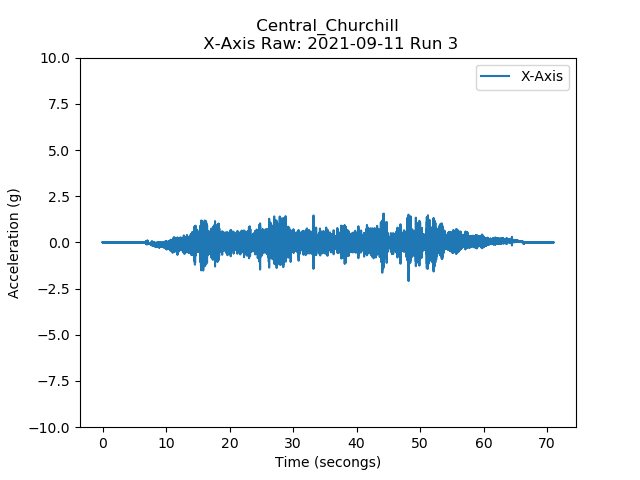 Central_Churchill
X-Axis Raw: 2021-09-11 Run 3
10.0
7.5
5.0
2.5
0.0
−2.5
−5.0
−7.5
−10.0
Acceleration (g)
X-Axis
0 10 20 30 40 50 60 70
Time (secongs)